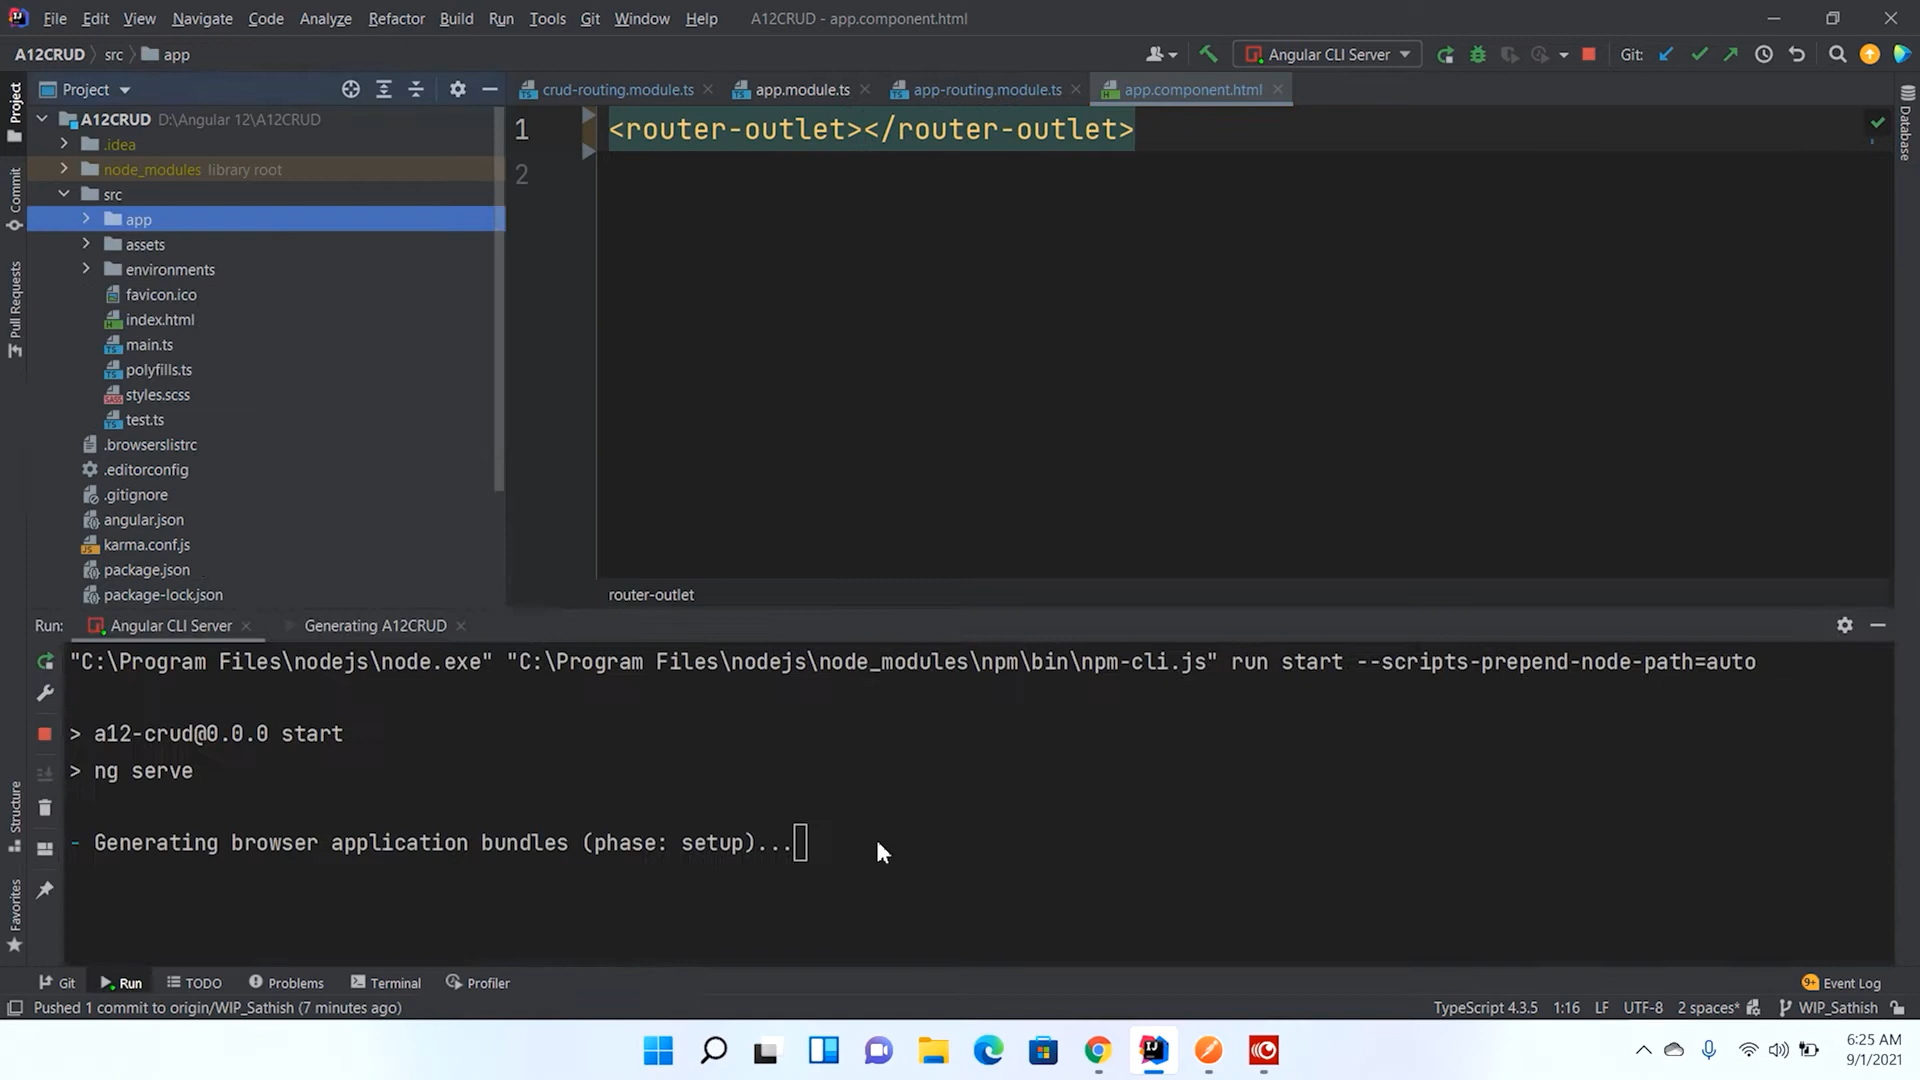 File Edit View Navigate Code Analyze Refactor Build Run Tools Git Window Help A12CRUD - app.component.html
A12CRUD src app Angular CLI Server Git:
Project
crud-routing.module.ts app.module.ts app-routing.module.ts app.component.html
Project
Commit
Pull Requests
Structure
Favorites
Database
A12CRUD D:\Angular 12\A12CRUD
.idea
node_modules library root
src
app
assets
environments
favicon.ico
index.html
main.ts
polyfills.ts
styles.scss
test.ts
.browserslistrc
.editorconfig
.gitignore
angular.json
karma.conf.js
package.json
package-lock.json
1 <router-outlet></router-outlet>
2
router-outlet
Run: Angular CLI Server Generating A12CRUD
"C:\Program Files\nodejs\node.exe" "C:\Program Files\nodejs\node_modules\npm\bin\npm-cli.js" run start --scripts-prepend-node-path=auto
> a12-crud@0.0.0 start
> ng serve
- Generating browser application bundles (phase: setup)...
Git Run TODO Problems Terminal Profiler 9+ Event Log
Pushed 1 commit to origin/WIP_Sathish (7 minutes ago) TypeScript 4.3.5 1:16 LF UTF-8 2 spaces* WIP_Sathish
6:25 AM
9/1/2021